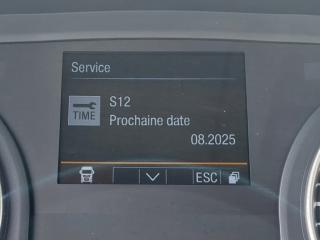 Service
S12
TIME
Prochaine date
08.2025
ESC